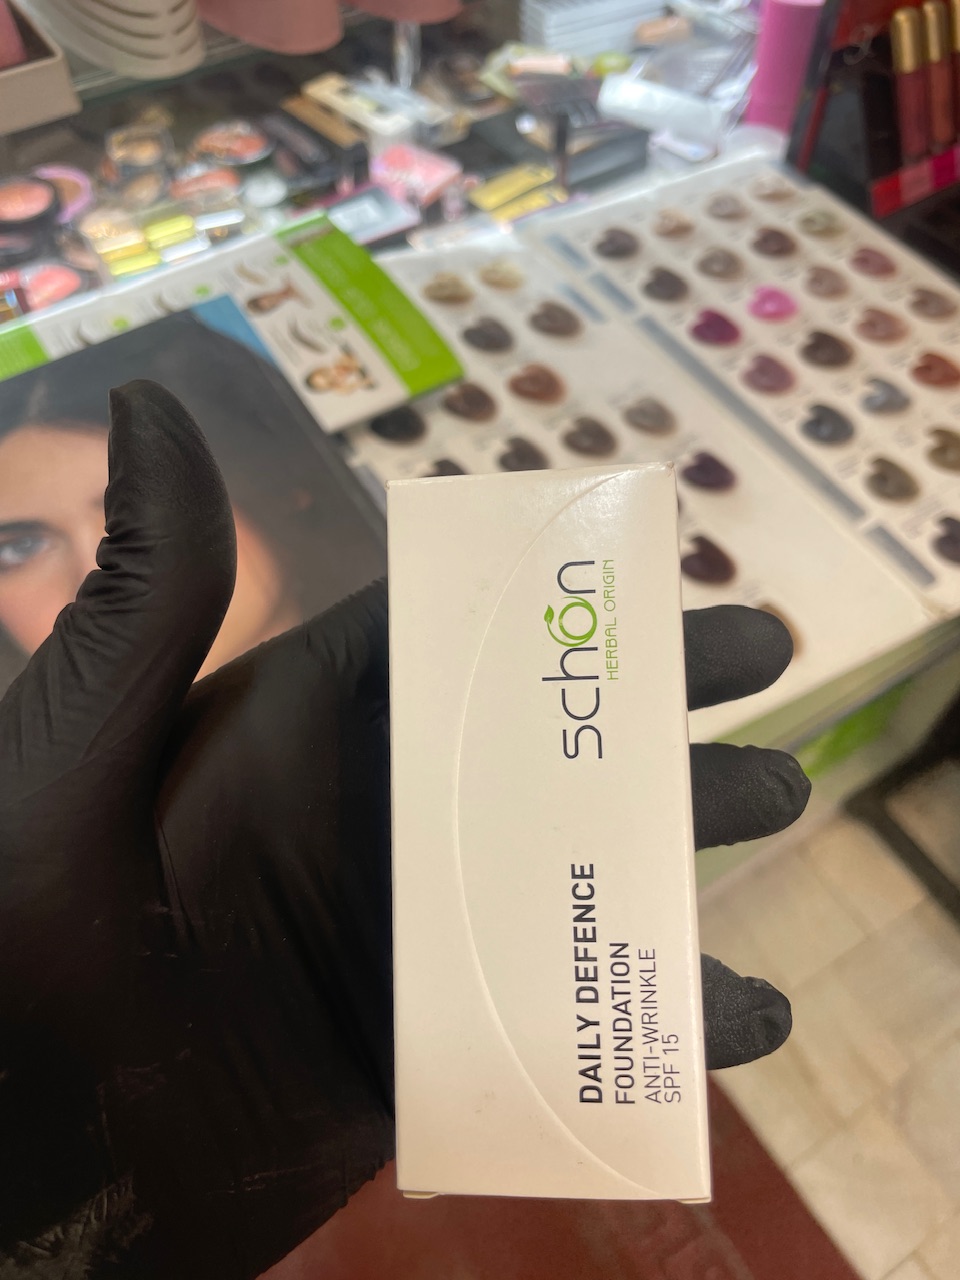 schön
HERBAL ORIGIN
DAILY DEFENCE
FOUNDATION
ANTI-WRINKLE
SPF 15